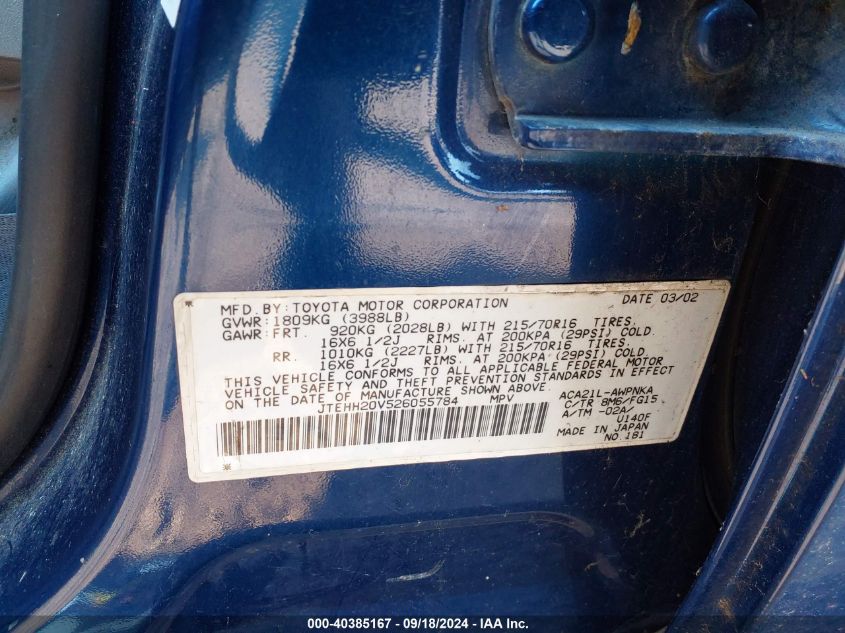 MFD. BY: TOYOTA MOTOR CORPORATION DATE 03/02
GVWR: 1809KG (3988LB)
GAWR: FRT. 920KG (2028LB) WITH 215/70R16 TIRES.
16X6 1/2J RIMS. AT 200KPA (29PSI) COLD.
RR. 1010KG (2227LB) WITH 215/70R16 TIRES.
16X6 1/2J RIMS. AT 200KPA (29PSI) COLD
THIS VEHICLE CONFORMS TO ALL APPLICABLE FEDERAL MOTOR
VEHICLE SAFETY AND THEFT PREVENTION STANDARDS IN EFFECT
ON THE DATE OF MANUFACTURE SHOWN ABOVE.
JTEHH20V526055784 MPV
ACA21L-AWPNKA
C/TR 8M6/FG15
A/TM -02A/
U140F
MADE IN JAPAN
NO.181
000-40385167 - 09/18/2024 - IAA Inc.